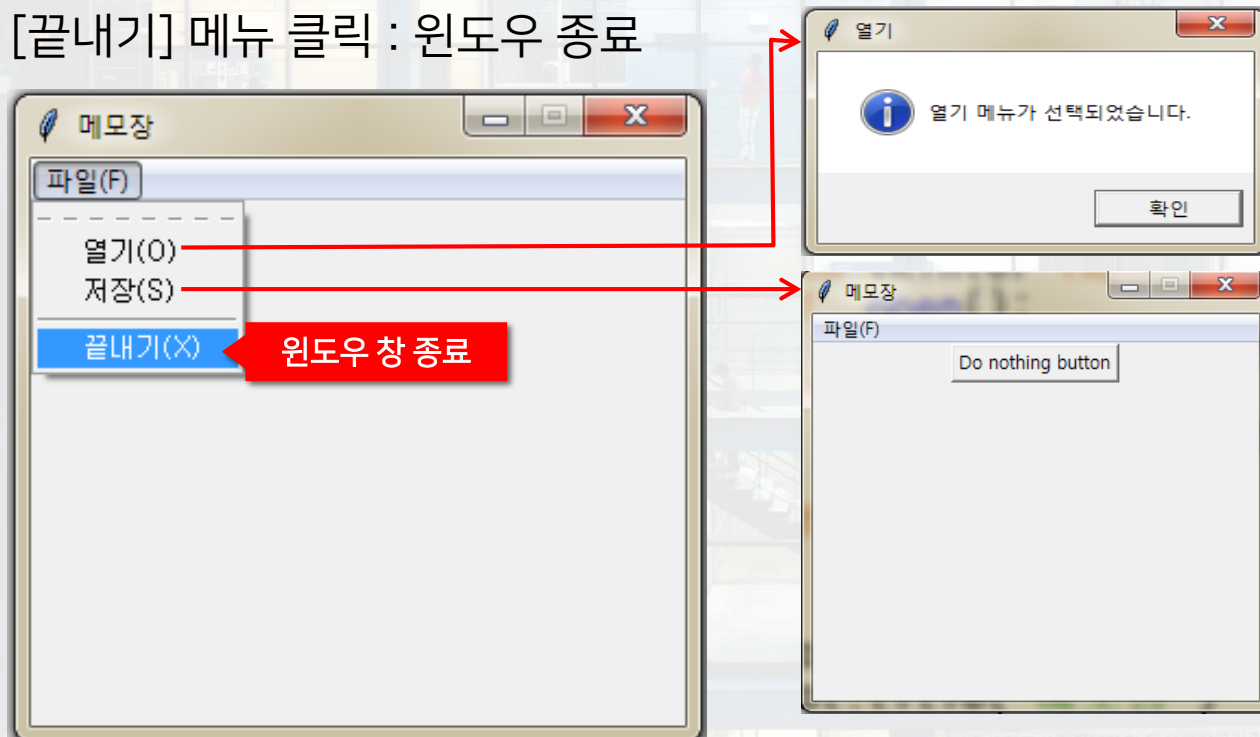 [끝내기] 메뉴 클릭 : 윈도우 종료
메모장
파일(F)
열기(O)
저장(S)
끝내기(X)
윈도우 창 종료
열기
열기 메뉴가 선택되었습니다.
확인
메모장
파일(F)
Do nothing button